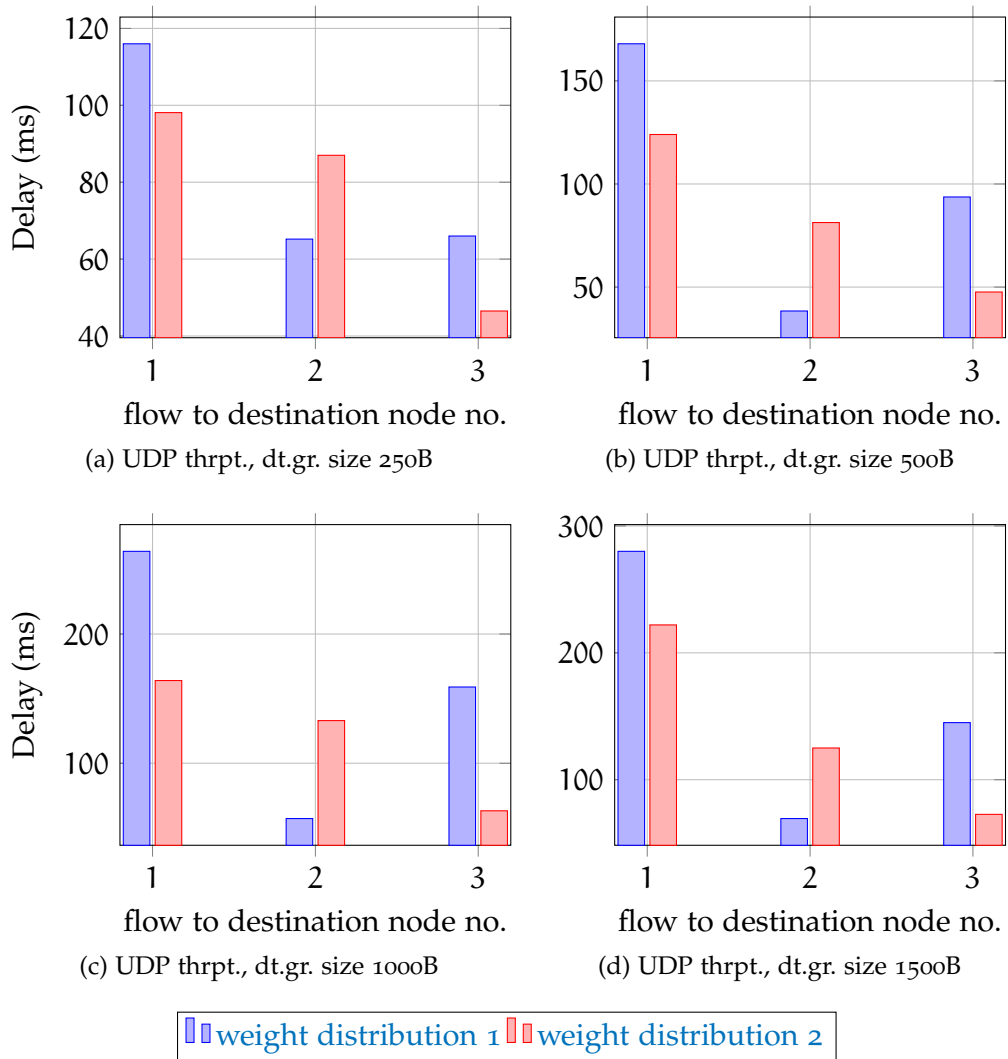 120
100
80
60
40
Delay (ms)
1 2 3
flow to destination node no.
(a) UDP thrpt., dt.gr. size 250B
150
100
50
1 2 3
flow to destination node no.
(b) UDP thrpt., dt.gr. size 500B
200
100
Delay (ms)
1 2 3
flow to destination node no.
(c) UDP thrpt., dt.gr. size 1000B
300
200
100
1 2 3
flow to destination node no.
(d) UDP thrpt., dt.gr. size 1500B
weight distribution 1 weight distribution 2